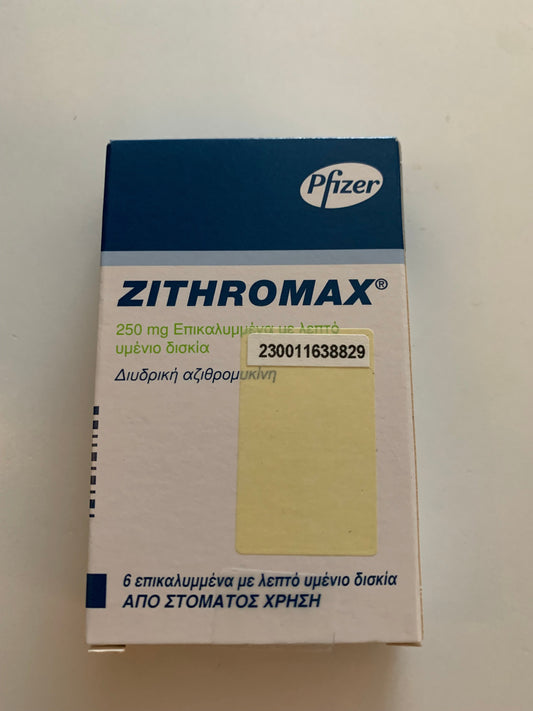 Pfizer
ZITHROMAX®
250 mg Επικαλυμμένα με λεπτό
υμένιο δισκία
230011638829
Διυδρική αζιθρομυκίνη
6 επικαλυμμένα με λεπτό υμένιο δισκία
ΑΠΟ ΣΤΟΜΑΤΟΣ ΧΡΗΣΗ